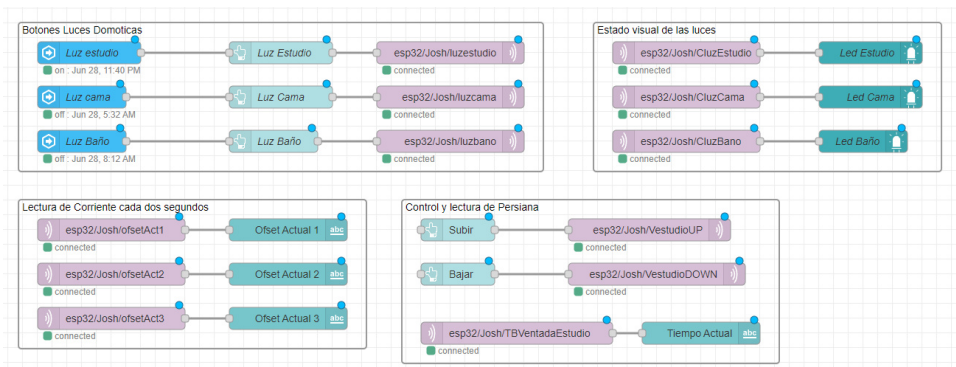 Botones Luces Domoticas
Luz estudio
Luz Estudio
esp32/Josh/luzestudio
on : Jun 28, 11:40 PM
connected
Luz cama
Luz Cama
esp32/Josh/luzcama
off : Jun 28, 5:32 AM
connected
Luz Baño
Luz Baño
esp32/Josh/luzbano
off : Jun 28, 8:12 AM
connected
Estado visual de las luces
esp32/Josh/CluzEstudio
Led Estudio
connected
esp32/Josh/CluzCama
Led Cama
connected
esp32/Josh/CluzBano
Led Baño
connected
Lectura de Corriente cada dos segundos
esp32/Josh/ofsetAct1
Ofset Actual 1
abc
connected
esp32/Josh/ofsetAct2
Ofset Actual 2
abc
connected
esp32/Josh/ofsetAct3
Ofset Actual 3
abc
connected
Control y lectura de Persiana
Subir
esp32/Josh/VestudioUP
connected
Bajar
esp32/Josh/VestudioDOWN
connected
esp32/Josh/TBVentadaEstudio
Tiempo Actual
abc
connected